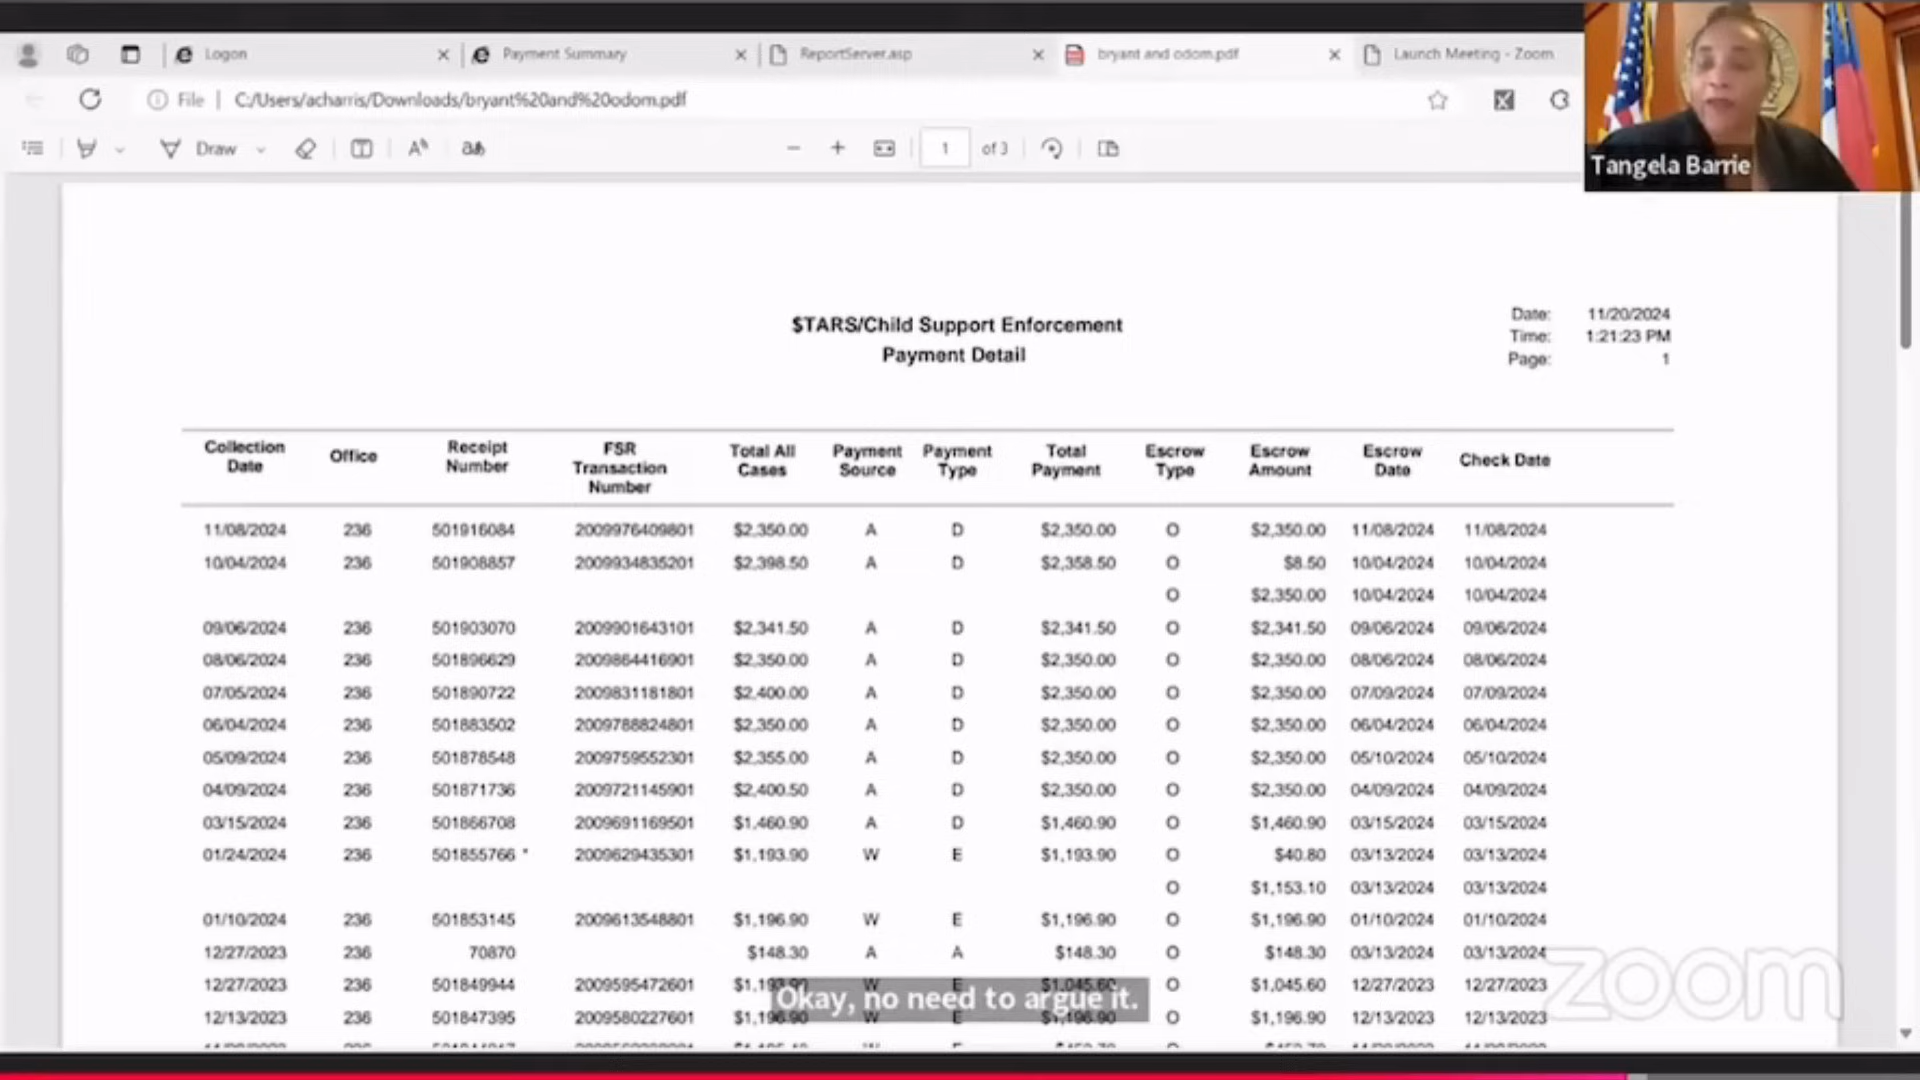 Logon
Payment Summary
ReportServer.asp
bryant and odom.pdf
Launch Meeting - Zoom
File
C:/Users/acharris/Downloads/bryant%20and%20odom.pdf
Draw
1 of 3
Tangela Barrie
$TARS/Child Support Enforcement
Payment Detail
Date: 11/20/2024
Time: 1:21:23 PM
Page: 1
Collection Date Office Receipt Number FSR Transaction Number Total All Cases Payment Source Payment Type Total Payment Escrow Type Escrow Amount Escrow Date Check Date
11/08/2024 236 501916084 2009976409801 $2,350.00 A D $2,350.00 O $2,350.00 11/08/2024 11/08/2024
10/04/2024 236 501908857 2009934835201 $2,398.50 A D $2,358.50 O $8.50 10/04/2024 10/04/2024
O $2,350.00 10/04/2024 10/04/2024
09/06/2024 236 501903070 2009901643101 $2,341.50 A D $2,341.50 O $2,341.50 09/06/2024 09/06/2024
08/06/2024 236 501896629 2009864416901 $2,350.00 A D $2,350.00 O $2,350.00 08/06/2024 08/06/2024
07/05/2024 236 501890722 2009831181801 $2,400.00 A D $2,350.00 O $2,350.00 07/09/2024 07/09/2024
06/04/2024 236 501883502 2009788824801 $2,350.00 A D $2,350.00 O $2,350.00 06/04/2024 06/04/2024
05/09/2024 236 501878548 2009759552301 $2,355.00 A D $2,350.00 O $2,350.00 05/10/2024 05/10/2024
04/09/2024 236 501871736 2009721145901 $2,400.50 A D $2,350.00 O $2,350.00 04/09/2024 04/09/2024
03/15/2024 236 501866708 2009691169501 $1,460.90 A D $1,460.90 O $1,460.90 03/15/2024 03/15/2024
01/24/2024 236 501855766 * 2009629435301 $1,193.90 W E $1,193.90 O $40.80 03/13/2024 03/13/2024
O $1,153.10 03/13/2024 03/13/2024
01/10/2024 236 501853145 2009613548801 $1,196.90 W E $1,196.90 O $1,196.90 01/10/2024 01/10/2024
12/27/2023 236 70870 $148.30 A A $148.30 O $148.30 03/13/2024 03/13/2024
12/27/2023 236 501849944 2009595472601 $1,193.90 W E $1,045.60 O $1,045.60 12/27/2023 12/27/2023
Okay, no need to argue it.
12/13/2023 236 501847395 2009580227601 $1,196.90 W E $1,196.90 O $1,196.90 12/13/2023 12/13/2023
zoom